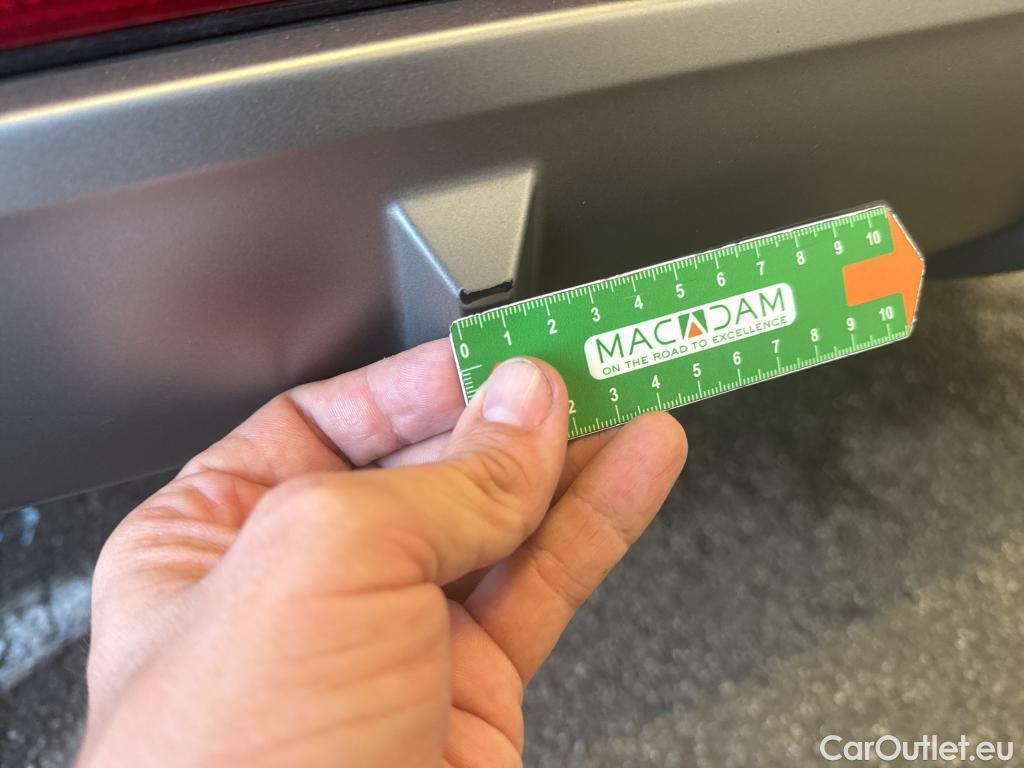 0 1 2 3 4 5 6 7 8 9 10
MACADAM
ON THE ROAD TO EXCELLENCE
2 3 4 5 6 7 8 9 10
CarOutlet.eu